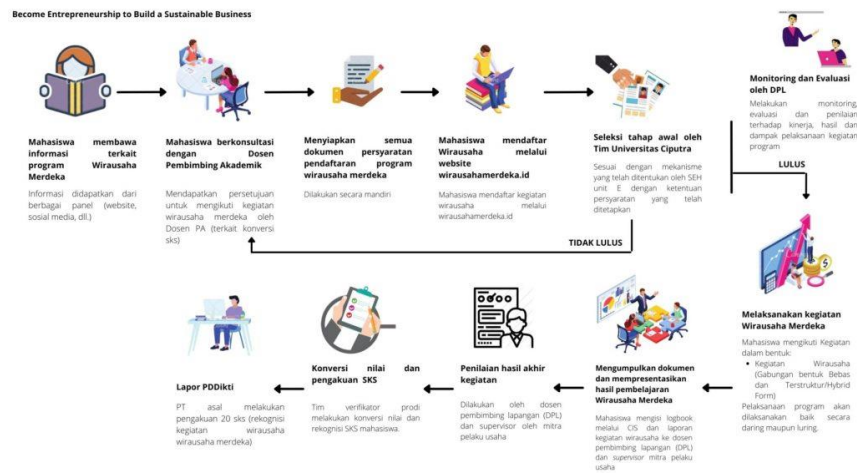 Become Entrepreneurship to Build a Sustainable Business
Mahasiswa membawa
informasi terkait
program Wirausaha
Merdeka
Informasi didapatkan dari
berbagai panel (website,
sosial media, dll.)
Mahasiswa berkonsultasi
dengan Dosen
Pembimbing Akademik
Mendapatkan persetujuan
untuk mengikuti kegiatan
wirausaha merdeka oleh
Dosen PA (terkait konversi
sks)
Menyiapkan semua
dokumen persyaratan
pendaftaran program
wirausaha merdeka
Dilakukan secara mandiri
Mahasiswa mendaftar
Wirausaha melalui
website
wirausahamerdeka.id
Mahasiswa mendaftar kegiatan
wirausaha melalui
wirausahamerdeka.id
Seleksi tahap awal oleh
Tim Universitas Ciputra
Sesuai dengan mekanisme
yang telah ditentukan oleh SEH
unit E dengan ketentuan
persyaratan yang telah
ditetapkan
TIDAK LULUS
Monitoring dan Evaluasi
oleh DPL
Melakukan monitoring,
evaluasi dan penilaian
terhadap kinerja, hasil dan
dampak pelaksanaan kegiatan
program
LULUS
Melaksanakan kegiatan
Wirausaha Merdeka
Mahasiswa mengikuti Kegiatan
dalam bentuk:
• Kegiatan Wirausaha
(Gabungan bentuk Bebas
dan Terstruktur/Hybrid
Form)
Pelaksanaan program akan
dilaksanakan baik secara
daring maupun luring.
Mengumpulkan dokumen
dan mempresentasikan
hasil pembelajaran
Wirausaha Merdeka
Mahasiswa mengisi logbook
melalui CIS dan laporan
kegiatan wirausaha ke dosen
pembimbing lapangan (DPL)
dan supervisor mitra pelaku
usaha
Penilaian hasil akhir
kegiatan
Dilakukan oleh dosen
pembimbing lapangan (DPL)
dan supervisor oleh mitra
pelaku usaha
Konversi nilai dan
pengakuan SKS
Tim verifikator prodi
melakukan konversi nilai dan
rekognisi SKS mahasiswa.
Lapor PDDikti
PT asal melakukan
pengakuan 20 sks (rekognisi
kegiatan wirausaha
wirausaha merdeka)